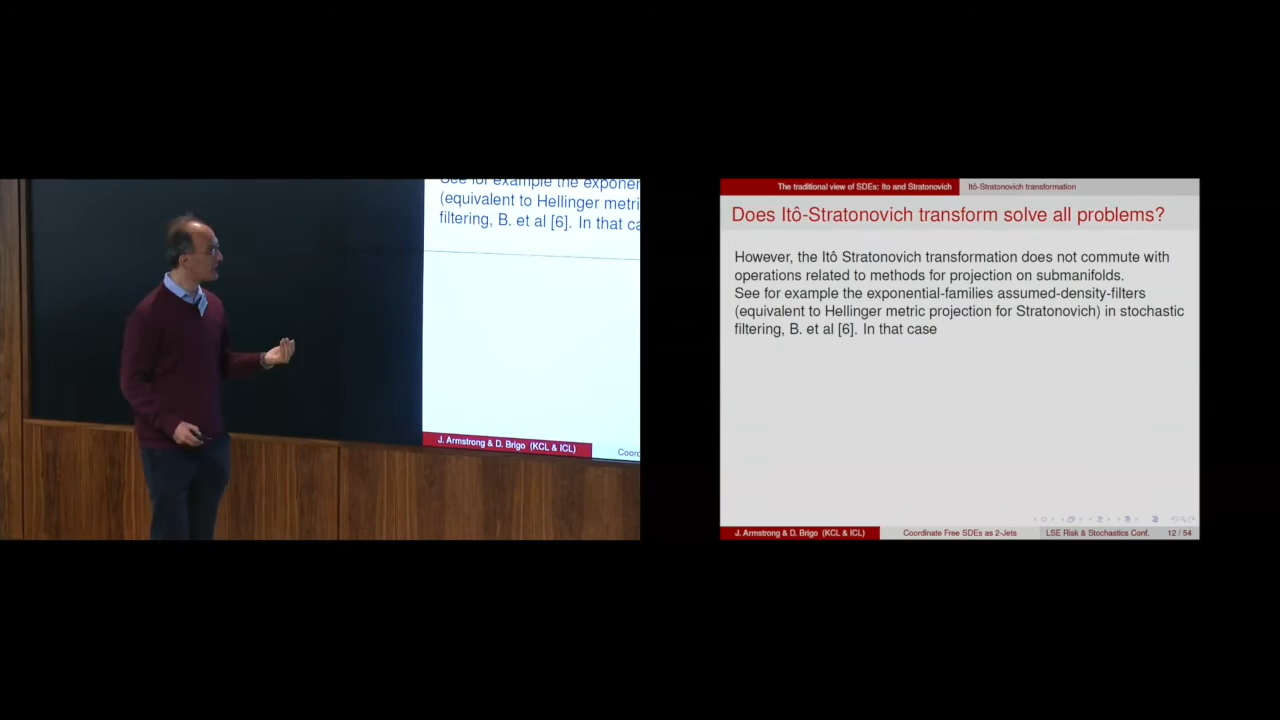 See for example the exponen
(equivalent to Hellinger metri
filtering, B. et al [6]. In that ca
J. Armstrong & D. Brigo (KCL & ICL)
Coord
The traditional view of SDEs: Ito and Stratonovich
Itô-Stratonovich transformation
Does Itô-Stratonovich transform solve all problems?
However, the Itô Stratonovich transformation does not commute with
operations related to methods for projection on submanifolds.
See for example the exponential-families assumed-density-filters
(equivalent to Hellinger metric projection for Stratonovich) in stochastic
filtering, B. et al [6]. In that case
J. Armstrong & D. Brigo (KCL & ICL)
Coordinate Free SDEs as 2-Jets
LSE Risk & Stochastics Conf.
12 / 54